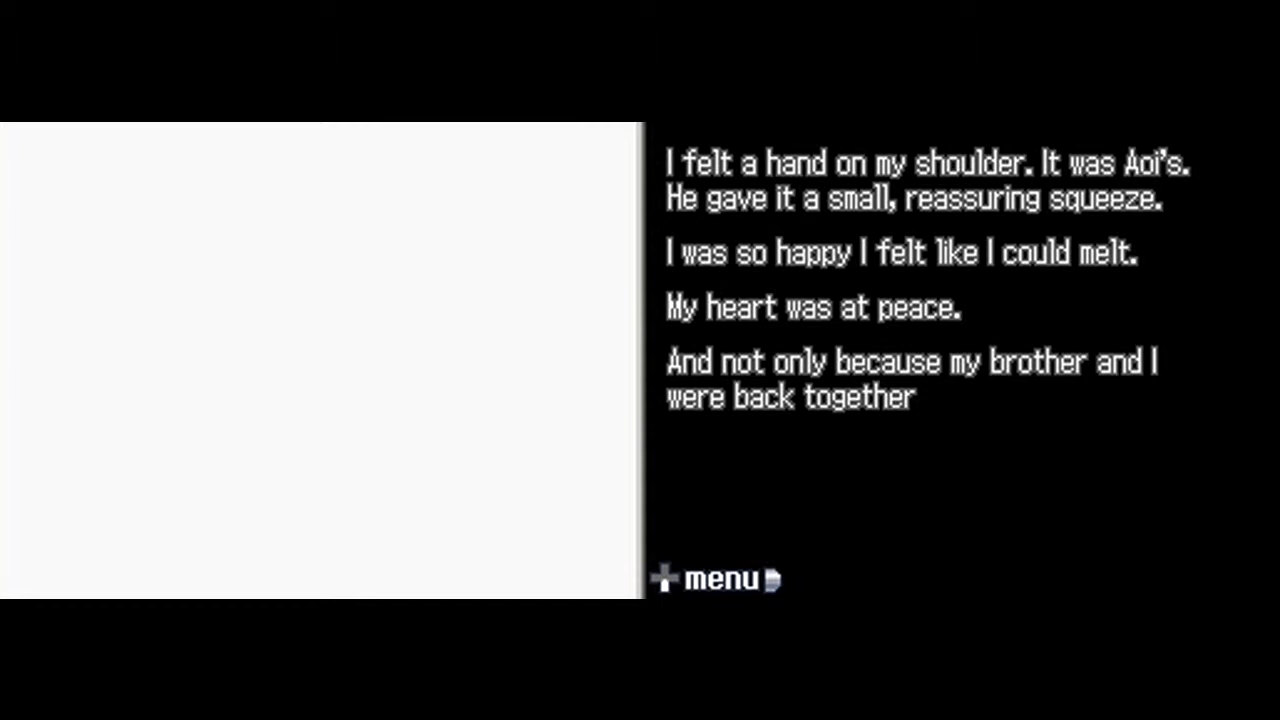 I felt a hand on my shoulder. It was Aoi's.
He gave it a small, reassuring squeeze.
I was so happy I felt like I could melt.
My heart was at peace.
And not only because my brother and I
were back together
menu